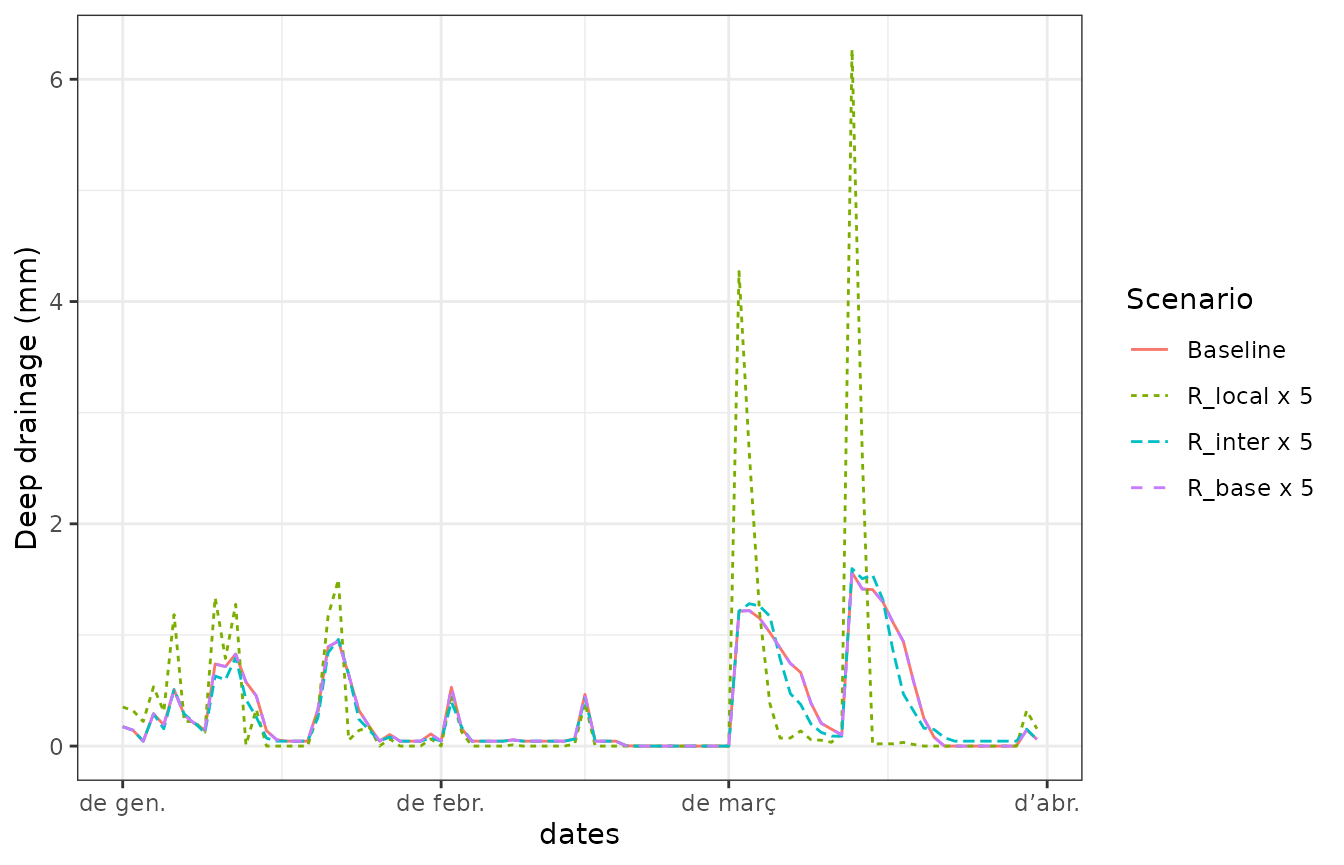 6
4
2
0
Deep drainage (mm)
de gen.
de febr.
de març
d’abr.
dates
Scenario
Baseline
R_local x 5
R_inter x 5
R_base x 5